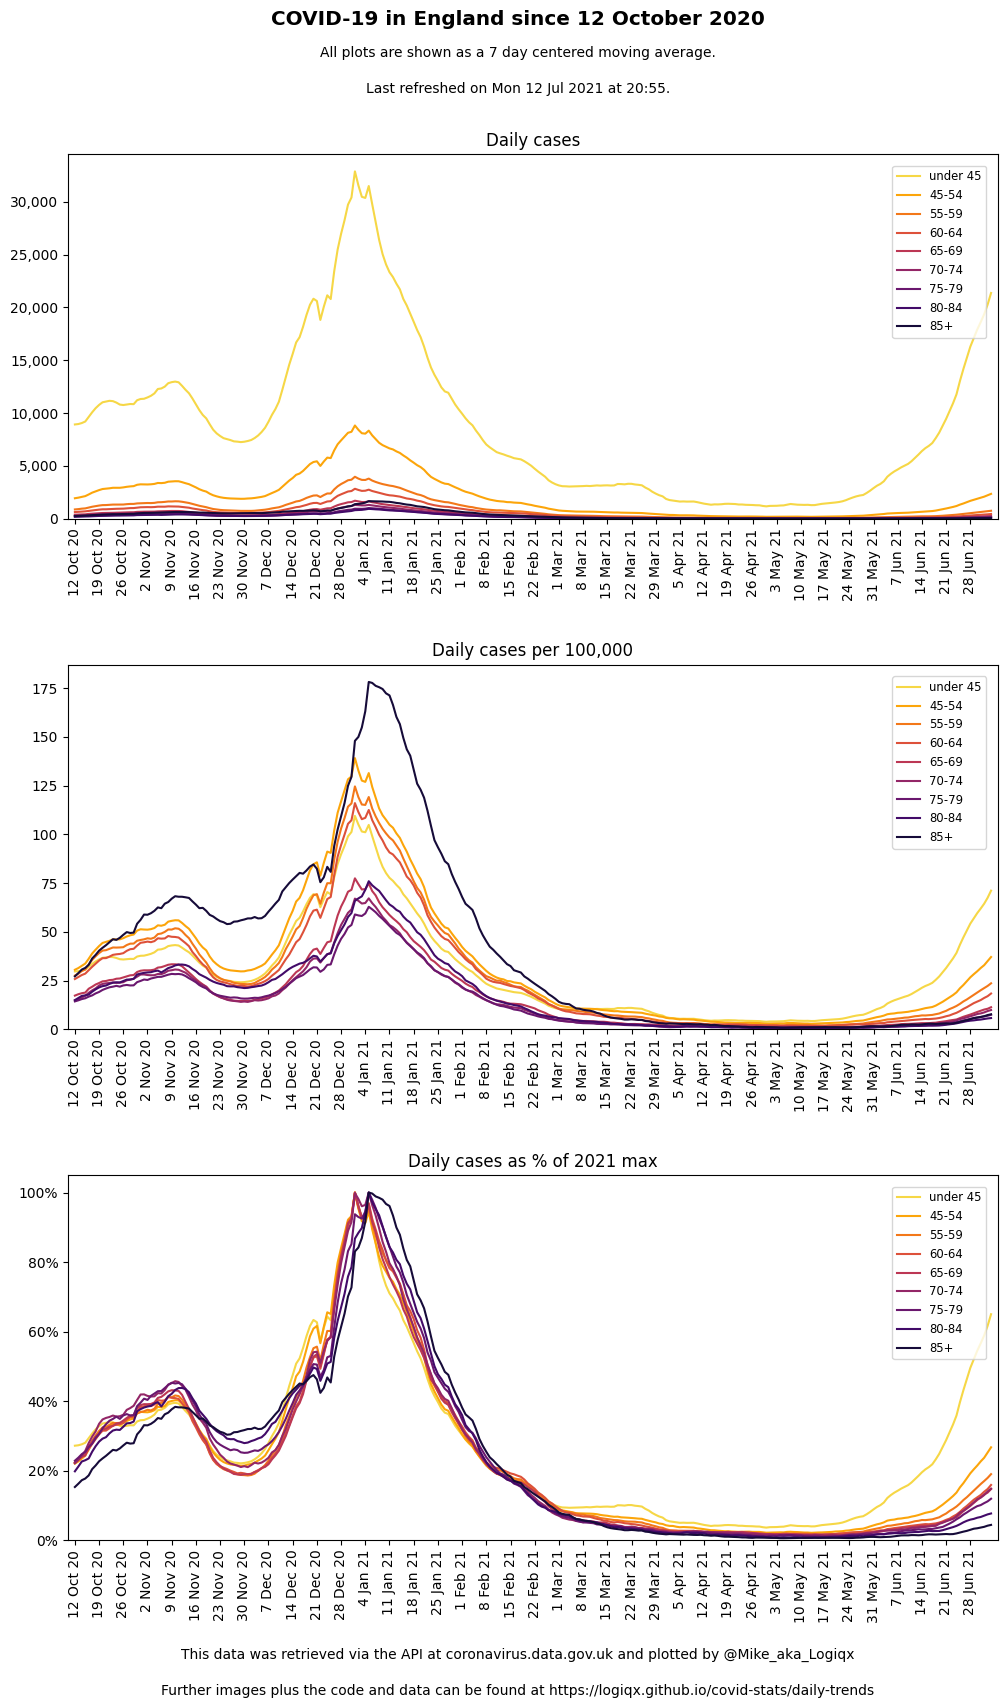 COVID-19 in England since 12 October 2020
All plots are shown as a 7 day centered moving average.
Last refreshed on Mon 12 Jul 2021 at 20:55.
Daily cases
30,000
25,000
20,000
15,000
10,000
5,000
0
under 45
45-54
55-59
60-64
65-69
70-74
75-79
80-84
85+
12 Oct 20
19 Oct 20
26 Oct 20
2 Nov 20
9 Nov 20
16 Nov 20
23 Nov 20
30 Nov 20
7 Dec 20
14 Dec 20
21 Dec 20
28 Dec 20
4 Jan 21
11 Jan 21
18 Jan 21
25 Jan 21
1 Feb 21
8 Feb 21
15 Feb 21
22 Feb 21
1 Mar 21
8 Mar 21
15 Mar 21
22 Mar 21
29 Mar 21
5 Apr 21
12 Apr 21
19 Apr 21
26 Apr 21
3 May 21
10 May 21
17 May 21
24 May 21
31 May 21
7 Jun 21
14 Jun 21
21 Jun 21
28 Jun 21
Daily cases per 100,000
175
150
125
100
75
50
25
0
under 45
45-54
55-59
60-64
65-69
70-74
75-79
80-84
85+
12 Oct 20
19 Oct 20
26 Oct 20
2 Nov 20
9 Nov 20
16 Nov 20
23 Nov 20
30 Nov 20
7 Dec 20
14 Dec 20
21 Dec 20
28 Dec 20
4 Jan 21
11 Jan 21
18 Jan 21
25 Jan 21
1 Feb 21
8 Feb 21
15 Feb 21
22 Feb 21
1 Mar 21
8 Mar 21
15 Mar 21
22 Mar 21
29 Mar 21
5 Apr 21
12 Apr 21
19 Apr 21
26 Apr 21
3 May 21
10 May 21
17 May 21
24 May 21
31 May 21
7 Jun 21
14 Jun 21
21 Jun 21
28 Jun 21
Daily cases as % of 2021 max
100%
80%
60%
40%
20%
0%
under 45
45-54
55-59
60-64
65-69
70-74
75-79
80-84
85+
12 Oct 20
19 Oct 20
26 Oct 20
2 Nov 20
9 Nov 20
16 Nov 20
23 Nov 20
30 Nov 20
7 Dec 20
14 Dec 20
21 Dec 20
28 Dec 20
4 Jan 21
11 Jan 21
18 Jan 21
25 Jan 21
1 Feb 21
8 Feb 21
15 Feb 21
22 Feb 21
1 Mar 21
8 Mar 21
15 Mar 21
22 Mar 21
29 Mar 21
5 Apr 21
12 Apr 21
19 Apr 21
26 Apr 21
3 May 21
10 May 21
17 May 21
24 May 21
31 May 21
7 Jun 21
14 Jun 21
21 Jun 21
28 Jun 21
This data was retrieved via the API at coronavirus.data.gov.uk and plotted by @Mike_aka_Logiqx
Further images plus the code and data can be found at https://logiqx.github.io/covid-stats/daily-trends